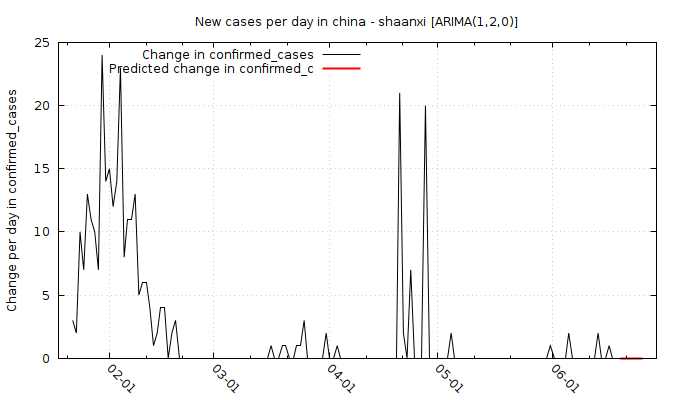 New cases per day in china - shaanxi [ARIMA(1,2,0)]
Change in confirmed_cases
Predicted change in confirmed_c
Change per day in confirmed_cases
25
20
15
10
5
0
02-01
03-01
04-01
05-01
06-01